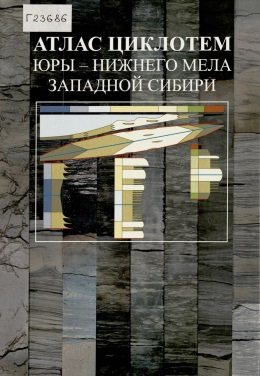 Г23686
АТЛАС ЦИКЛОТЕМ
ЮРЫ – НИЖНЕГО МЕЛА
ЗАПАДНОЙ СИБИРИ